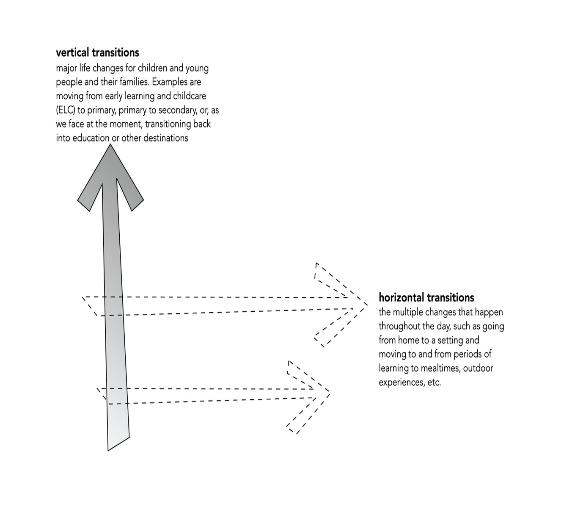 vertical transitions
major life changes for children and young
people and their families. Examples are
moving from early learning and childcare
(ELC) to primary, primary to secondary, or, as
we face at the moment, transitioning back
into education or other destinations
horizontal transitions
the multiple changes that happen
throughout the day, such as going
from home to a setting and
moving to and from periods of
learning to mealtimes, outdoor
experiences, etc.